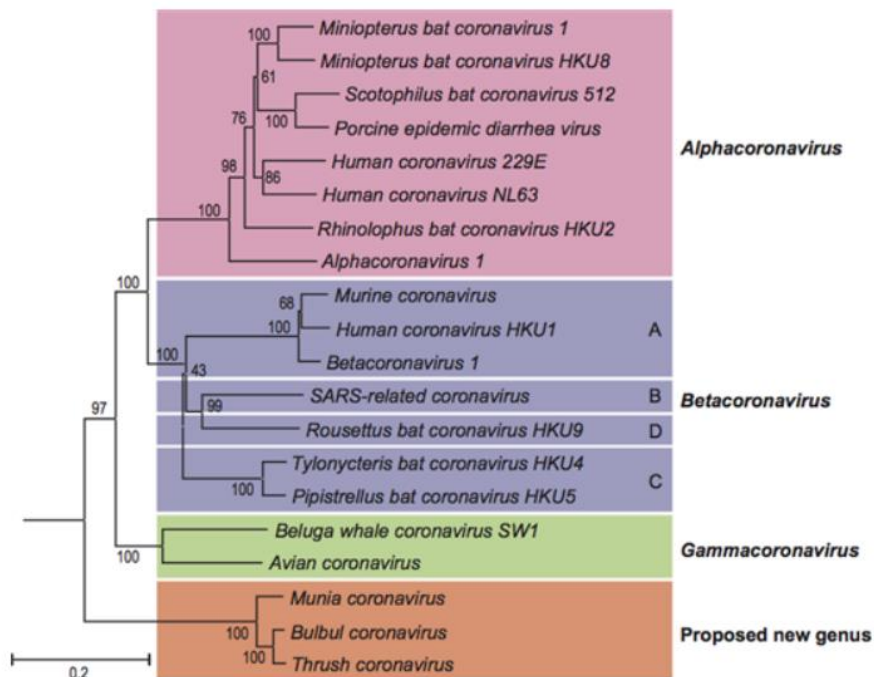 Miniopterus bat coronavirus 1
100
Miniopterus bat coronavirus HKU8
61
Scotophilus bat coronavirus 512
100
76
Porcine epidemic diarrhea virus
Alphacoronavirus
98
Human coronavirus 229E
86
Human coronavirus NL63
100
Rhinolophus bat coronavirus HKU2
Alphacoronavirus 1
100
68
Murine coronavirus
100
Human coronavirus HKU1
A
100
Betacoronavirus 1
43
SARS-related coronavirus
B
Betacoronavirus
99
97
Rousettus bat coronavirus HKU9
D
Tylonycteris bat coronavirus HKU4
100
C
Pipistrellus bat coronavirus HKU5
Beluga whale coronavirus SW1
100
Gammacoronavirus
Avian coronavirus
Munia coronavirus
100
Bulbul coronavirus
Proposed new genus
100
Thrush coronavirus
0.2